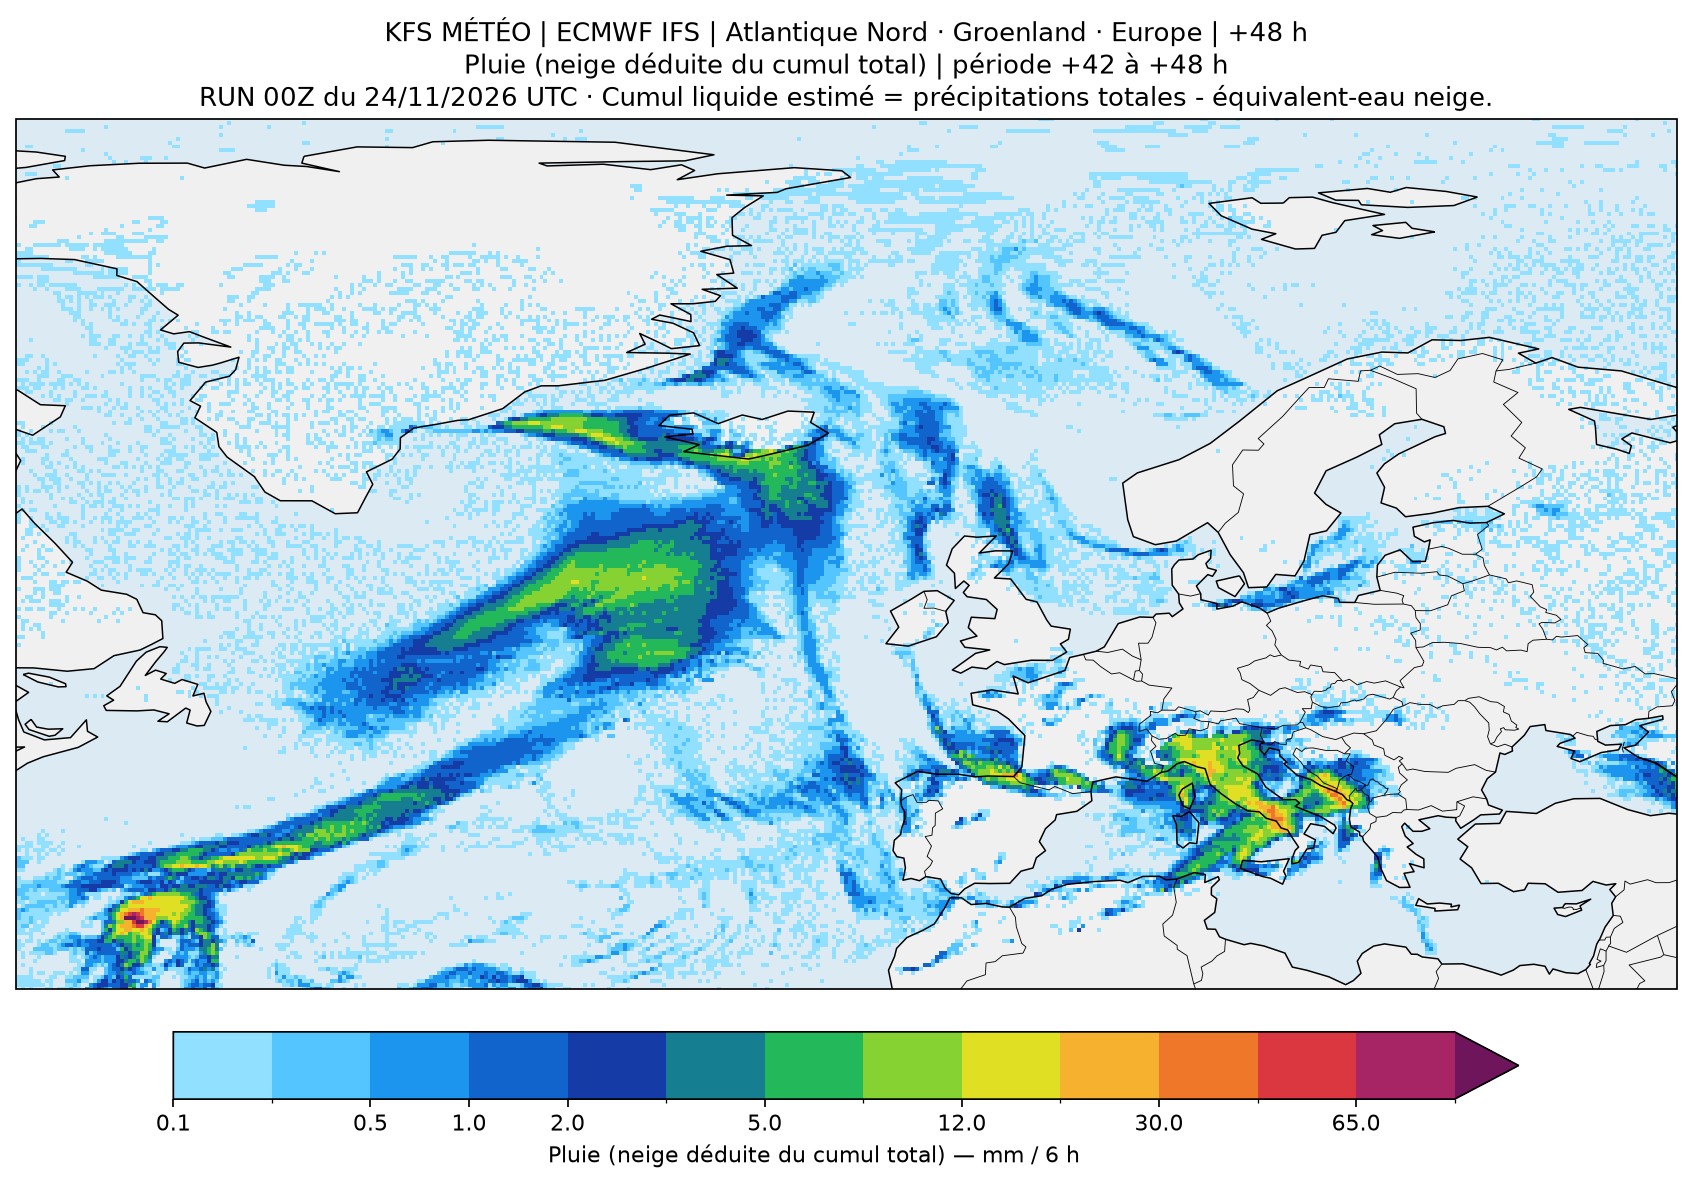 KFS MÉTÉO | ECMWF IFS | Atlantique Nord · Groenland · Europe | +48 h
Pluie (neige déduite du cumul total) | période +42 à +48 h
RUN 00Z du 24/11/2026 UTC · Cumul liquide estimé = précipitations totales - équivalent-eau neige.
0.1 0.5 1.0 2.0 5.0 12.0 30.0 65.0
Pluie (neige déduite du cumul total) — mm / 6 h